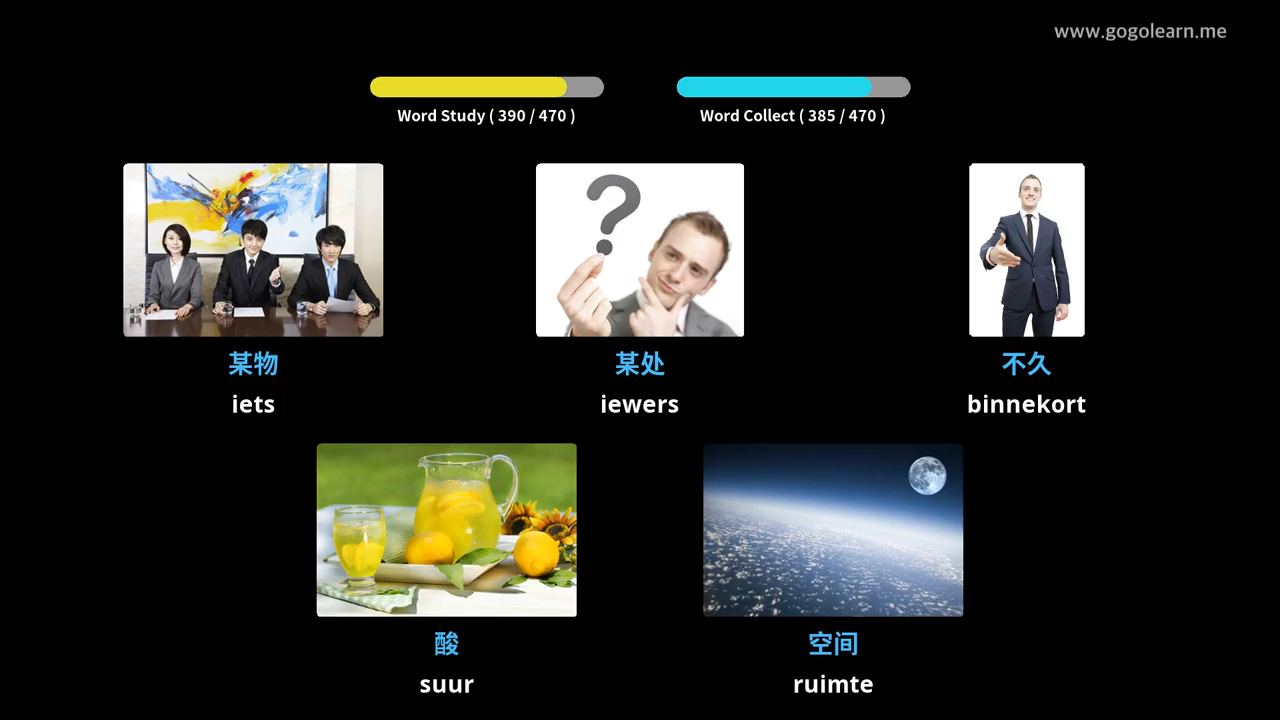 www.gogolearn.me
Word Study ( 390 / 470 )
Word Collect ( 385 / 470 )
某物
某处
不久
iets
iewers
binnekort
?
酸
空间
suur
ruimte